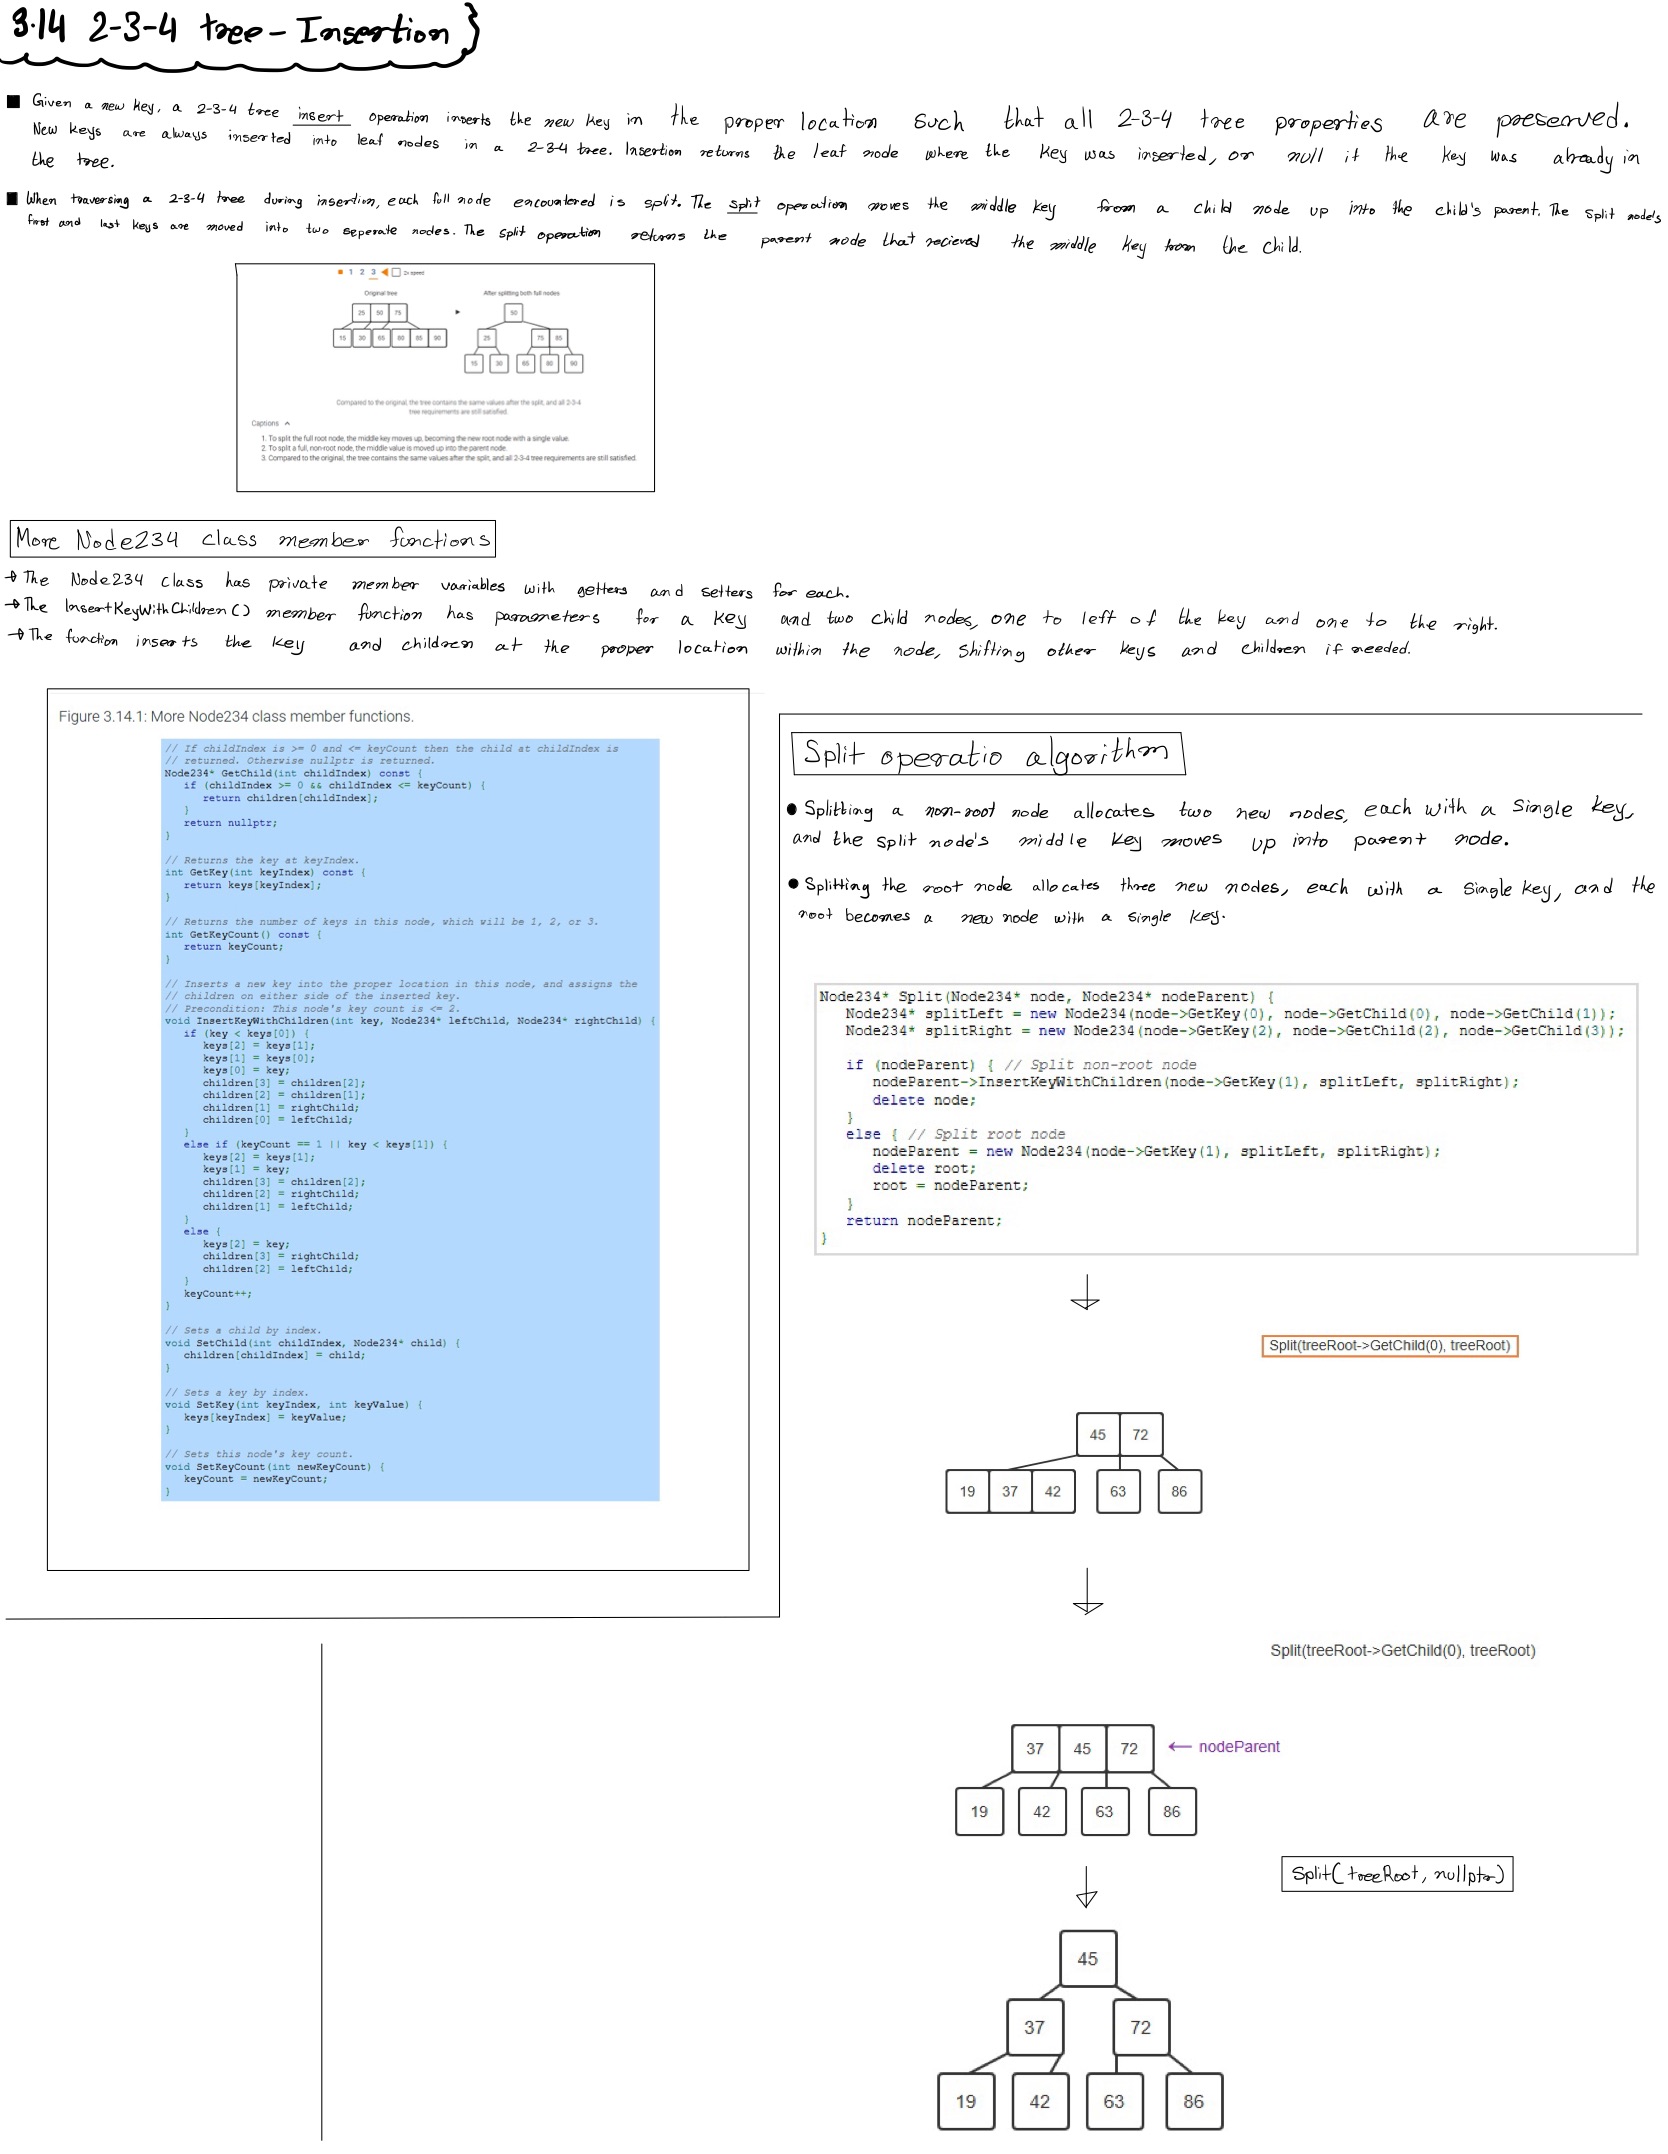 3.14 2-3-4 tree - Insertion }
■ Given a new key, a 2-3-4 tree insert operation inserts the new key in the proper location such that all 2-3-4 tree properties are preserved.
New keys are always inserted into leaf nodes in a 2-3-4 tree. Insertion returns the leaf node where the key was inserted, or null if the key was already in
the tree.
■ When traversing a 2-3-4 tree during insertion, each full node encountered is split. The split operation moves the middle key from a child node up into the child's parent. The split node's
first and last keys are moved into two seperate nodes. The split operation returns the parent node that recieved the middle key from the child.
1 2 3 2x speed
Original tree After splitting both full nodes
25 50 75 50
15 30 65 80 85 90 25 75 85
15 30 65 80 90
Compared to the original, the tree contains the same values after the split, and all 2-3-4
tree requirements are still satisfied.
Captions
1. To split the full root node, the middle key moves up, becoming the new root node with a single value.
2. To split a full, non-root node, the middle value is moved up into the parent node.
3. Compared to the original, the tree contains the same values after the split, and all 2-3-4 tree requirements are still satisfied.
More Node234 class member functions
→ The Node234 class has private member variables with getters and setters for each.
→ The InsertKeyWithChildren() member function has parameters for a key and two child nodes, one to left of the key and one to the right.
→ The function inserts the key and children at the proper location within the node, shifting other keys and children if needed.
Figure 3.14.1: More Node234 class member functions.
// If childIndex is >= 0 and <= keyCount then the child at childIndex is
// returned. Otherwise nullptr is returned.
Node234* GetChild(int childIndex) const {
if (childIndex >= 0 && childIndex <= keyCount) {
return children[childIndex];
}
return nullptr;
}
// Returns the key at keyIndex.
int GetKey(int keyIndex) const {
return keys[keyIndex];
}
// Returns the number of keys in this node, which will be 1, 2, or 3.
int GetKeyCount() const {
return keyCount;
}
// Inserts a new key into the proper location in this node, and assigns the
// children on either side of the inserted key.
// Precondition: This node's key count is <= 2.
void InsertKeyWithChildren(int key, Node234* leftChild, Node234* rightChild) {
if (key < keys[0]) {
keys[2] = keys[1];
keys[1] = keys[0];
keys[0] = key;
children[3] = children[2];
children[2] = children[1];
children[1] = rightChild;
children[0] = leftChild;
}
else if (keyCount == 1 || key < keys[1]) {
keys[2] = keys[1];
keys[1] = key;
children[3] = children[2];
children[2] = rightChild;
children[1] = leftChild;
}
else {
keys[2] = key;
children[3] = rightChild;
children[2] = leftChild;
}
keyCount++;
}
// Sets a child by index.
void SetChild(int childIndex, Node234* child) {
children[childIndex] = child;
}
// Sets a key by index.
void SetKey(int keyIndex, int keyValue) {
keys[keyIndex] = keyValue;
}
// Sets this node's key count.
void SetKeyCount(int newKeyCount) {
keyCount = newKeyCount;
}
Split operatio algorithm
● Splitting a non-root node allocates two new nodes, each with a single key,
and the split node's middle key moves up into parent node.
● Splitting the root node allocates three new nodes, each with a single key, and the
root becomes a new node with a single key.
Node234* Split(Node234* node, Node234* nodeParent) {
Node234* splitLeft = new Node234(node->GetKey(0), node->GetChild(0), node->GetChild(1));
Node234* splitRight = new Node234(node->GetKey(2), node->GetChild(2), node->GetChild(3));
if (nodeParent) { // Split non-root node
nodeParent->InsertKeyWithChildren(node->GetKey(1), splitLeft, splitRight);
delete node;
}
else { // Split root node
nodeParent = new Node234(node->GetKey(1), splitLeft, splitRight);
delete root;
root = nodeParent;
}
return nodeParent;
}
Split(treeRoot->GetChild(0), treeRoot)
45 72
19 37 42 63 86
Split(treeRoot->GetChild(0), treeRoot)
37 45 72 ← nodeParent
19 42 63 86
Split(treeRoot, nullptr)
45
37 72
19 42 63 86